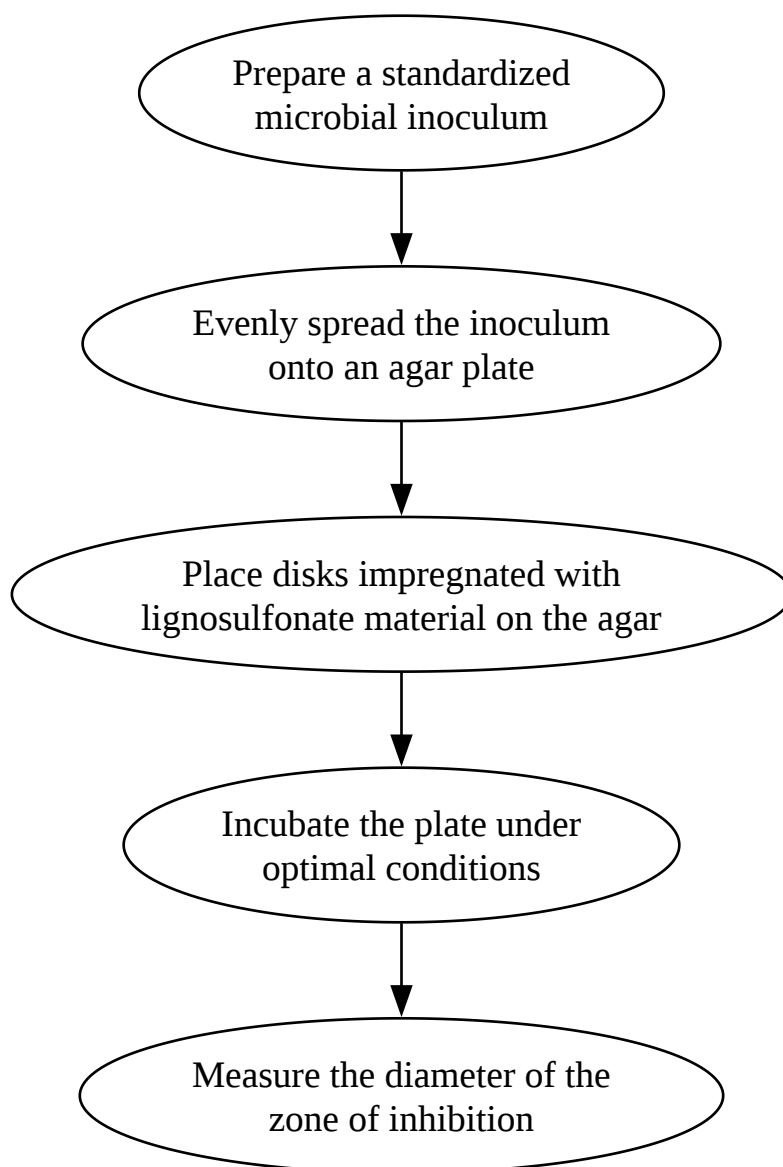 Prepare a standardized
microbial inoculum
Evenly spread the inoculum
onto an agar plate
Place disks impregnated with
lignosulfonate material on the agar
Incubate the plate under
optimal conditions
Measure the diameter of the
zone of inhibition